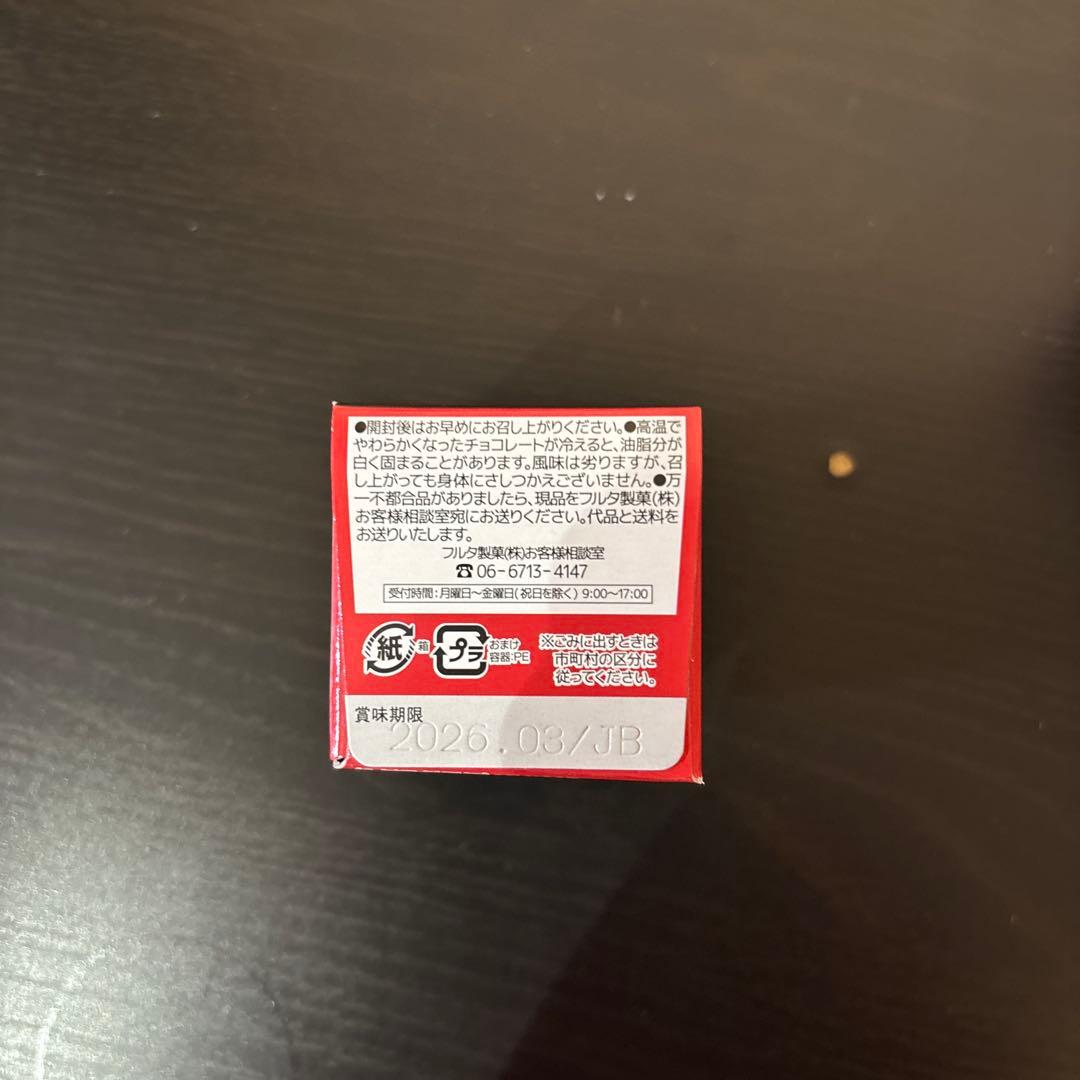 ●開封後はお早めにお召し上がりください。●高温で
やわらかくなったチョコレートが冷えると、油脂分が
白く固まることがあります。風味は劣りますが、召
し上がっても身体にさしつかえございません。●万
一不都合品がありましたら、現品をフルタ製菓(株)
お客様相談室宛にお送りください。代品と送料を
お送りいたします。
フルタ製菓(株)お客様相談室
☎06-6713-4147
受付時間:月曜日〜金曜日(祝日を除く) 9:00〜17:00
紙 箱 プラ おまけ
容器:PE
※ごみに出すときは
市町村の区分に
従ってください。
賞味期限
2026.03/JB